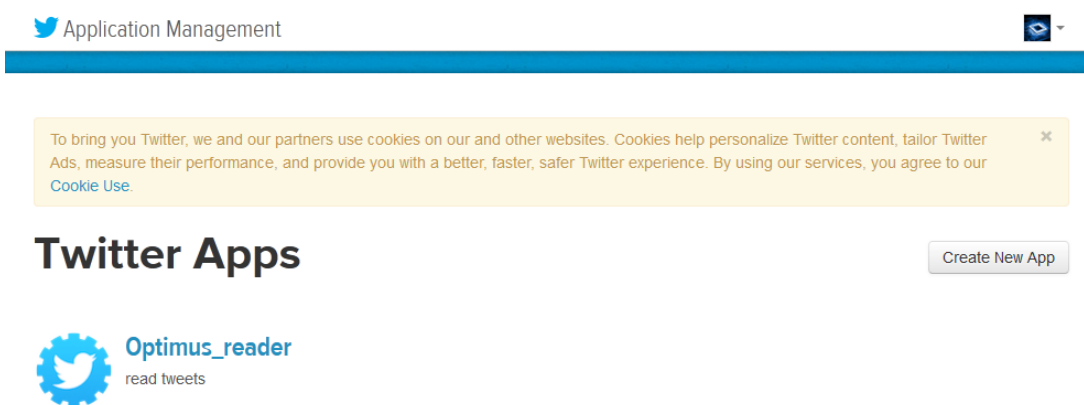 Application Management
To bring you Twitter, we and our partners use cookies on our and other websites. Cookies help personalize Twitter content, tailor Twitter
Ads, measure their performance, and provide you with a better, faster, safer Twitter experience. By using our services, you agree to our
Cookie Use.
Twitter Apps
Create New App
Optimus_reader
read tweets